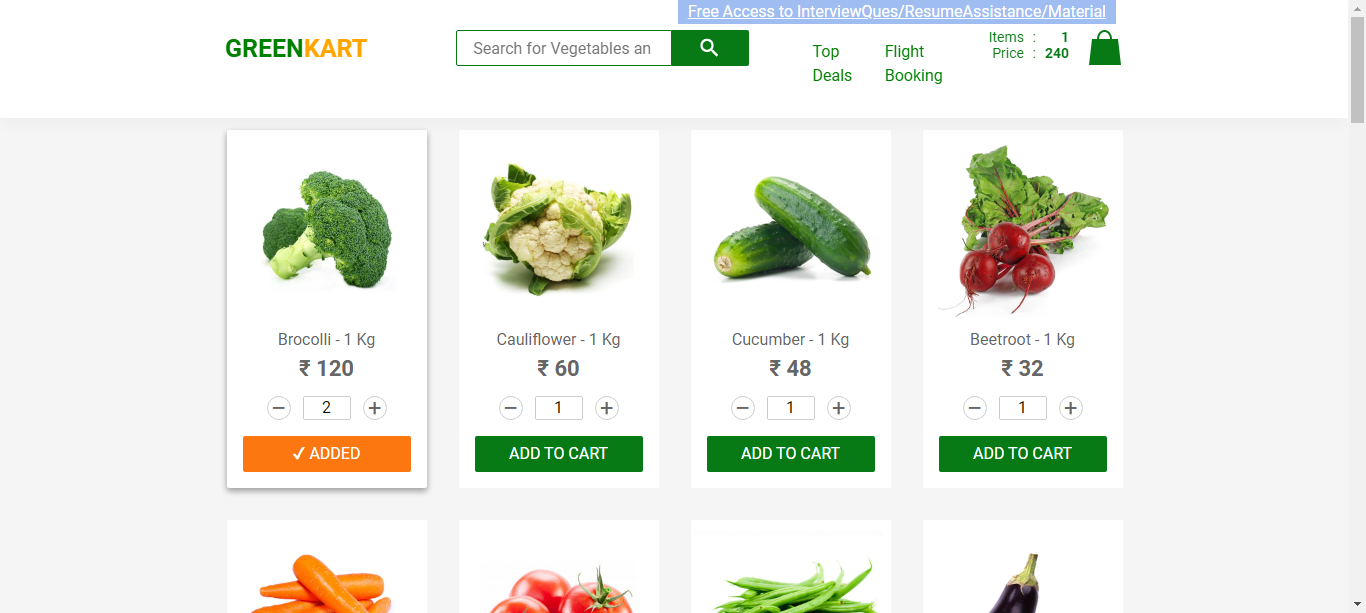 Free Access to InterviewQues/ResumeAssistance/Material
GREENKART
Search for Vegetables an
Top Deals
Flight Booking
Items : 1
Price : 240
Brocolli - 1 Kg
₹ 120
2
✔ ADDED
Cauliflower - 1 Kg
₹ 60
1
ADD TO CART
Cucumber - 1 Kg
₹ 48
1
ADD TO CART
Beetroot - 1 Kg
₹ 32
1
ADD TO CART